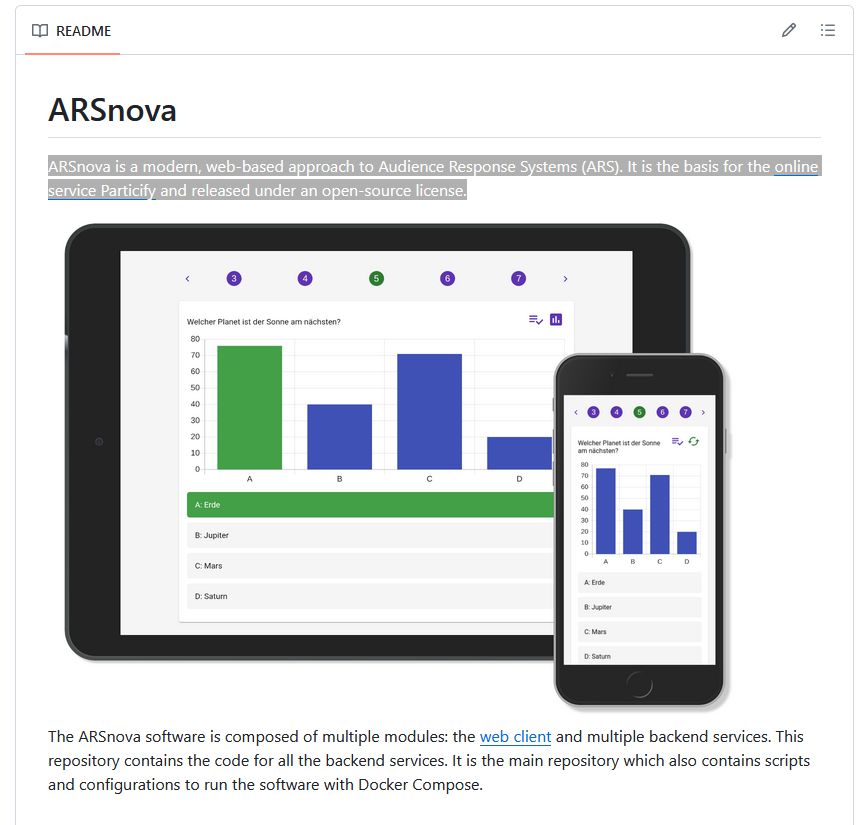 README
ARSnova
ARSnova is a modern, web-based approach to Audience Response Systems (ARS). It is the basis for the online
service Particify and released under an open-source license.
3 4 5 6 7
Welcher Planet ist der Sonne am nächsten?
80
70
60
50
40
30
20
10
0
A B C D
A: Erde
B: Jupiter
C: Mars
D: Saturn
3 4 5 6 7
Welcher Planet ist der Sonne
am nächsten?
80
70
60
50
40
30
20
10
0
A B C D
A: Erde
B: Jupiter
C: Mars
D: Saturn
The ARSnova software is composed of multiple modules: the web client and multiple backend services. This
repository contains the code for all the backend services. It is the main repository which also contains scripts
and configurations to run the software with Docker Compose.